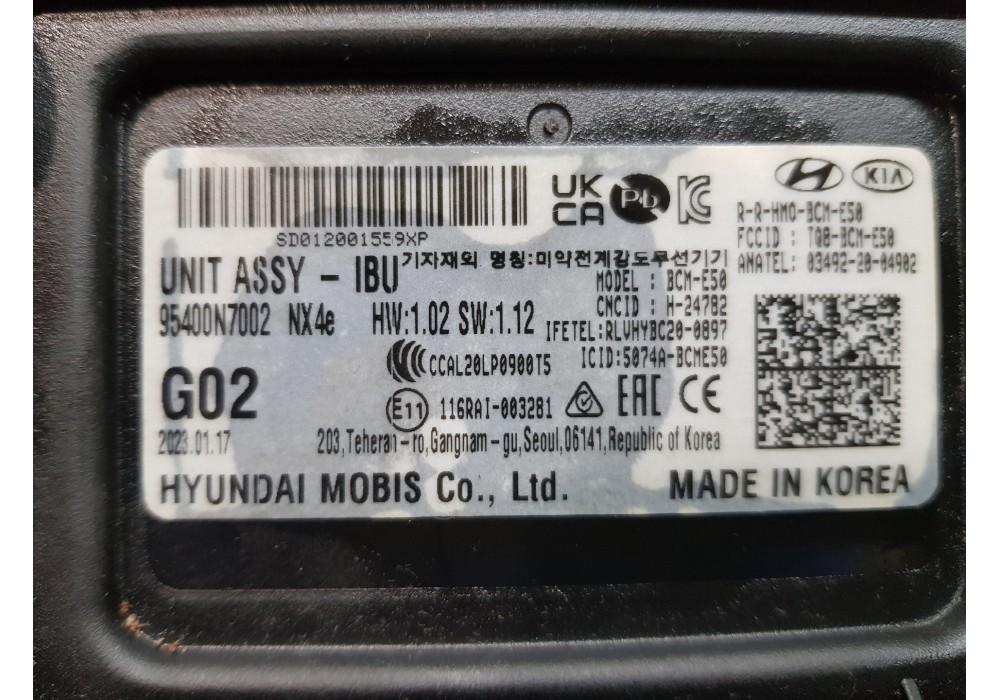 UK
CA
Pb
KIA
SD012001559XP
R-R-HMO-BCM-E50
FCCID : TQ8-BCM-E50
ANATEL: 03492-20-04902
기자재의 명칭:미약전계강도무선기기
UNIT ASSY - IBU
MODEL : BCM-E50
CNCID : H-24782
95400N7002 NX4e HW:1.02 SW:1.12
IFETEL:RLVHYBC20-0897
CCAL20LP0900T5
ICID:5074A-BCME50
G02
E11 116RAI-003281 EAC CE
2023.01.17
203,Teheran-ro,Gangnam-gu,Seoul,06141,Republic of Korea
HYUNDAI MOBIS Co., Ltd.
MADE IN KOREA